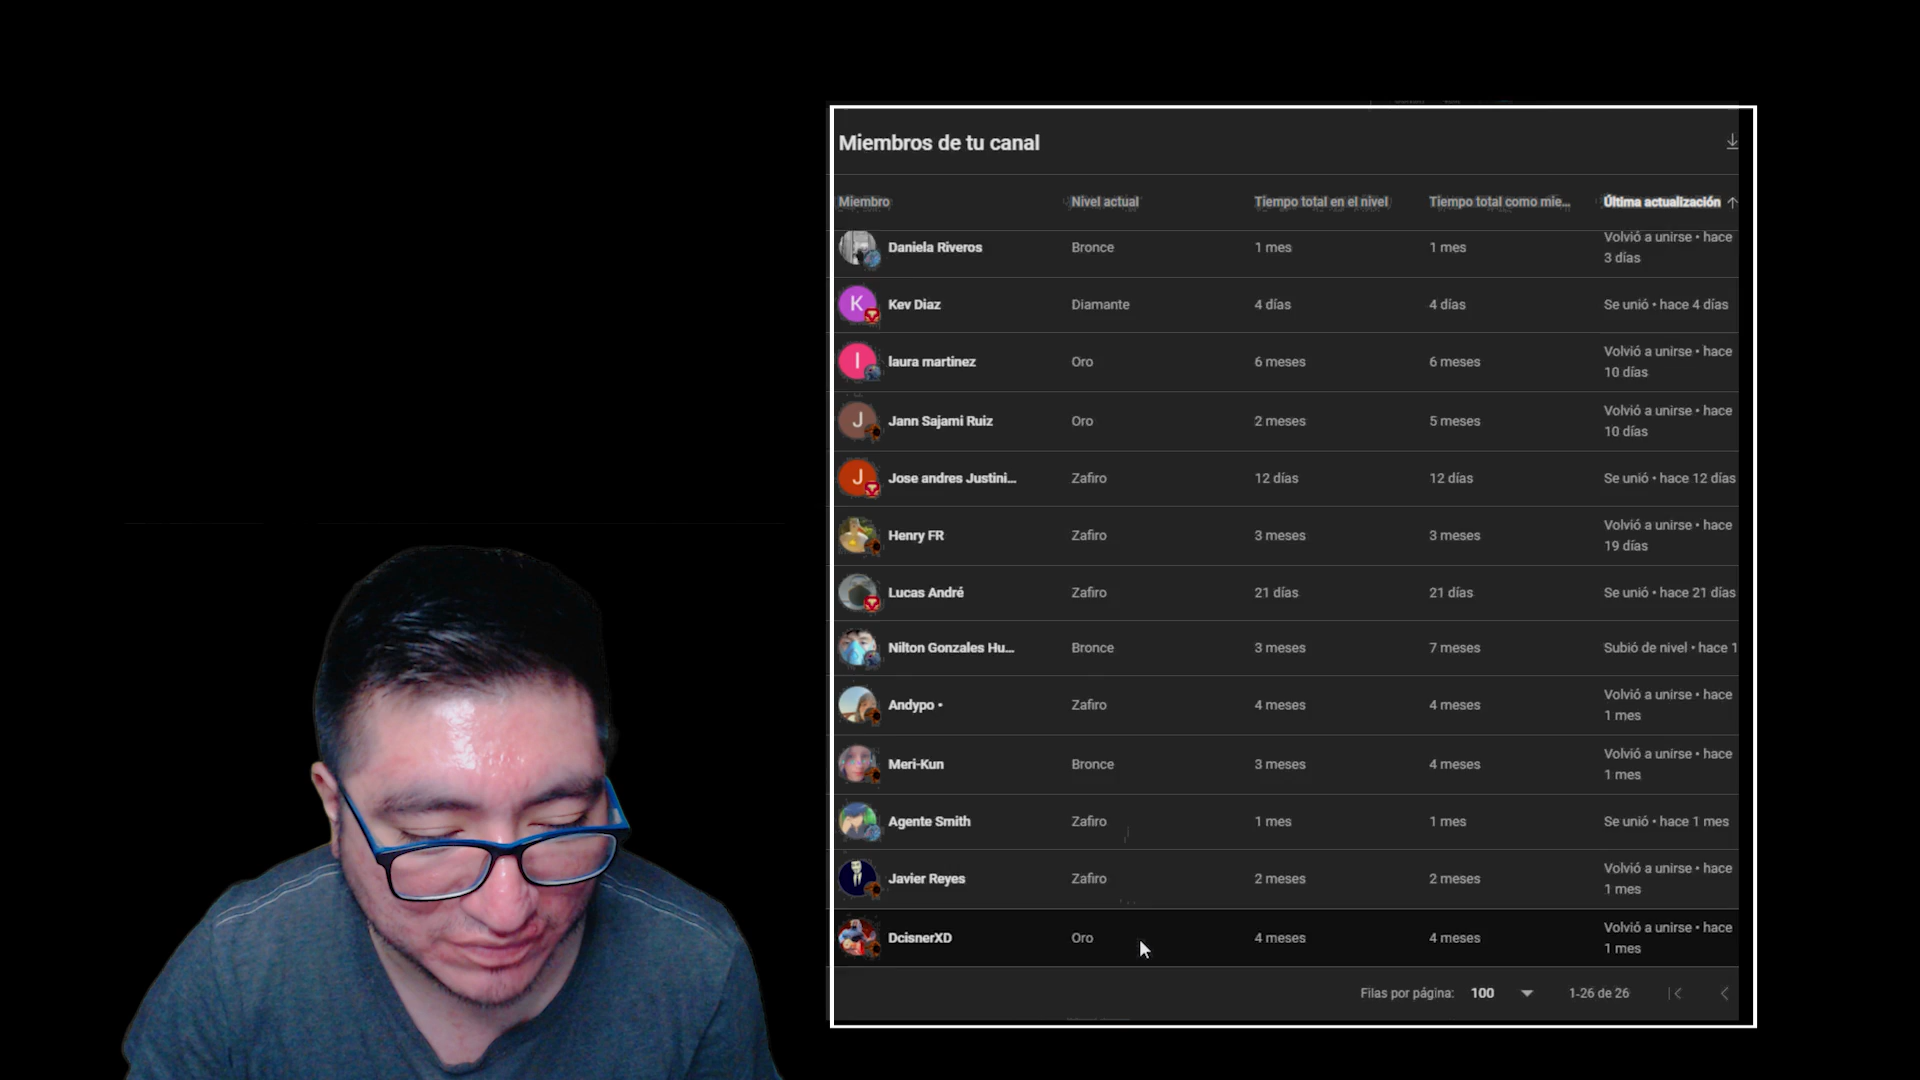 Miembros de tu canal
Miembro Nivel actual Tiempo total en el nivel Tiempo total como mie... Última actualización
Daniela Riveros Bronce 1 mes 1 mes Volvió a unirse • hace
3 días
K Kev Diaz Diamante 4 días 4 días Se unió • hace 4 días
l laura martinez Oro 6 meses 6 meses Volvió a unirse • hace
10 días
J Jann Sajami Ruiz Oro 2 meses 5 meses Volvió a unirse • hace
10 días
J Jose andres Justini... Zafiro 12 días 12 días Se unió • hace 12 días
Henry FR Zafiro 3 meses 3 meses Volvió a unirse • hace
19 días
Lucas André Zafiro 21 días 21 días Se unió • hace 21 días
Nilton Gonzales Hu... Bronce 3 meses 7 meses Subió de nivel • hace 1
Andypo • Zafiro 4 meses 4 meses Volvió a unirse • hace
1 mes
Meri-Kun Bronce 3 meses 4 meses Volvió a unirse • hace
1 mes
Agente Smith Zafiro 1 mes 1 mes Se unió • hace 1 mes
Javier Reyes Zafiro 2 meses 2 meses Volvió a unirse • hace
1 mes
DcisnerXD Oro 4 meses 4 meses Volvió a unirse • hace
1 mes
Filas por página: 100 1-26 de 26